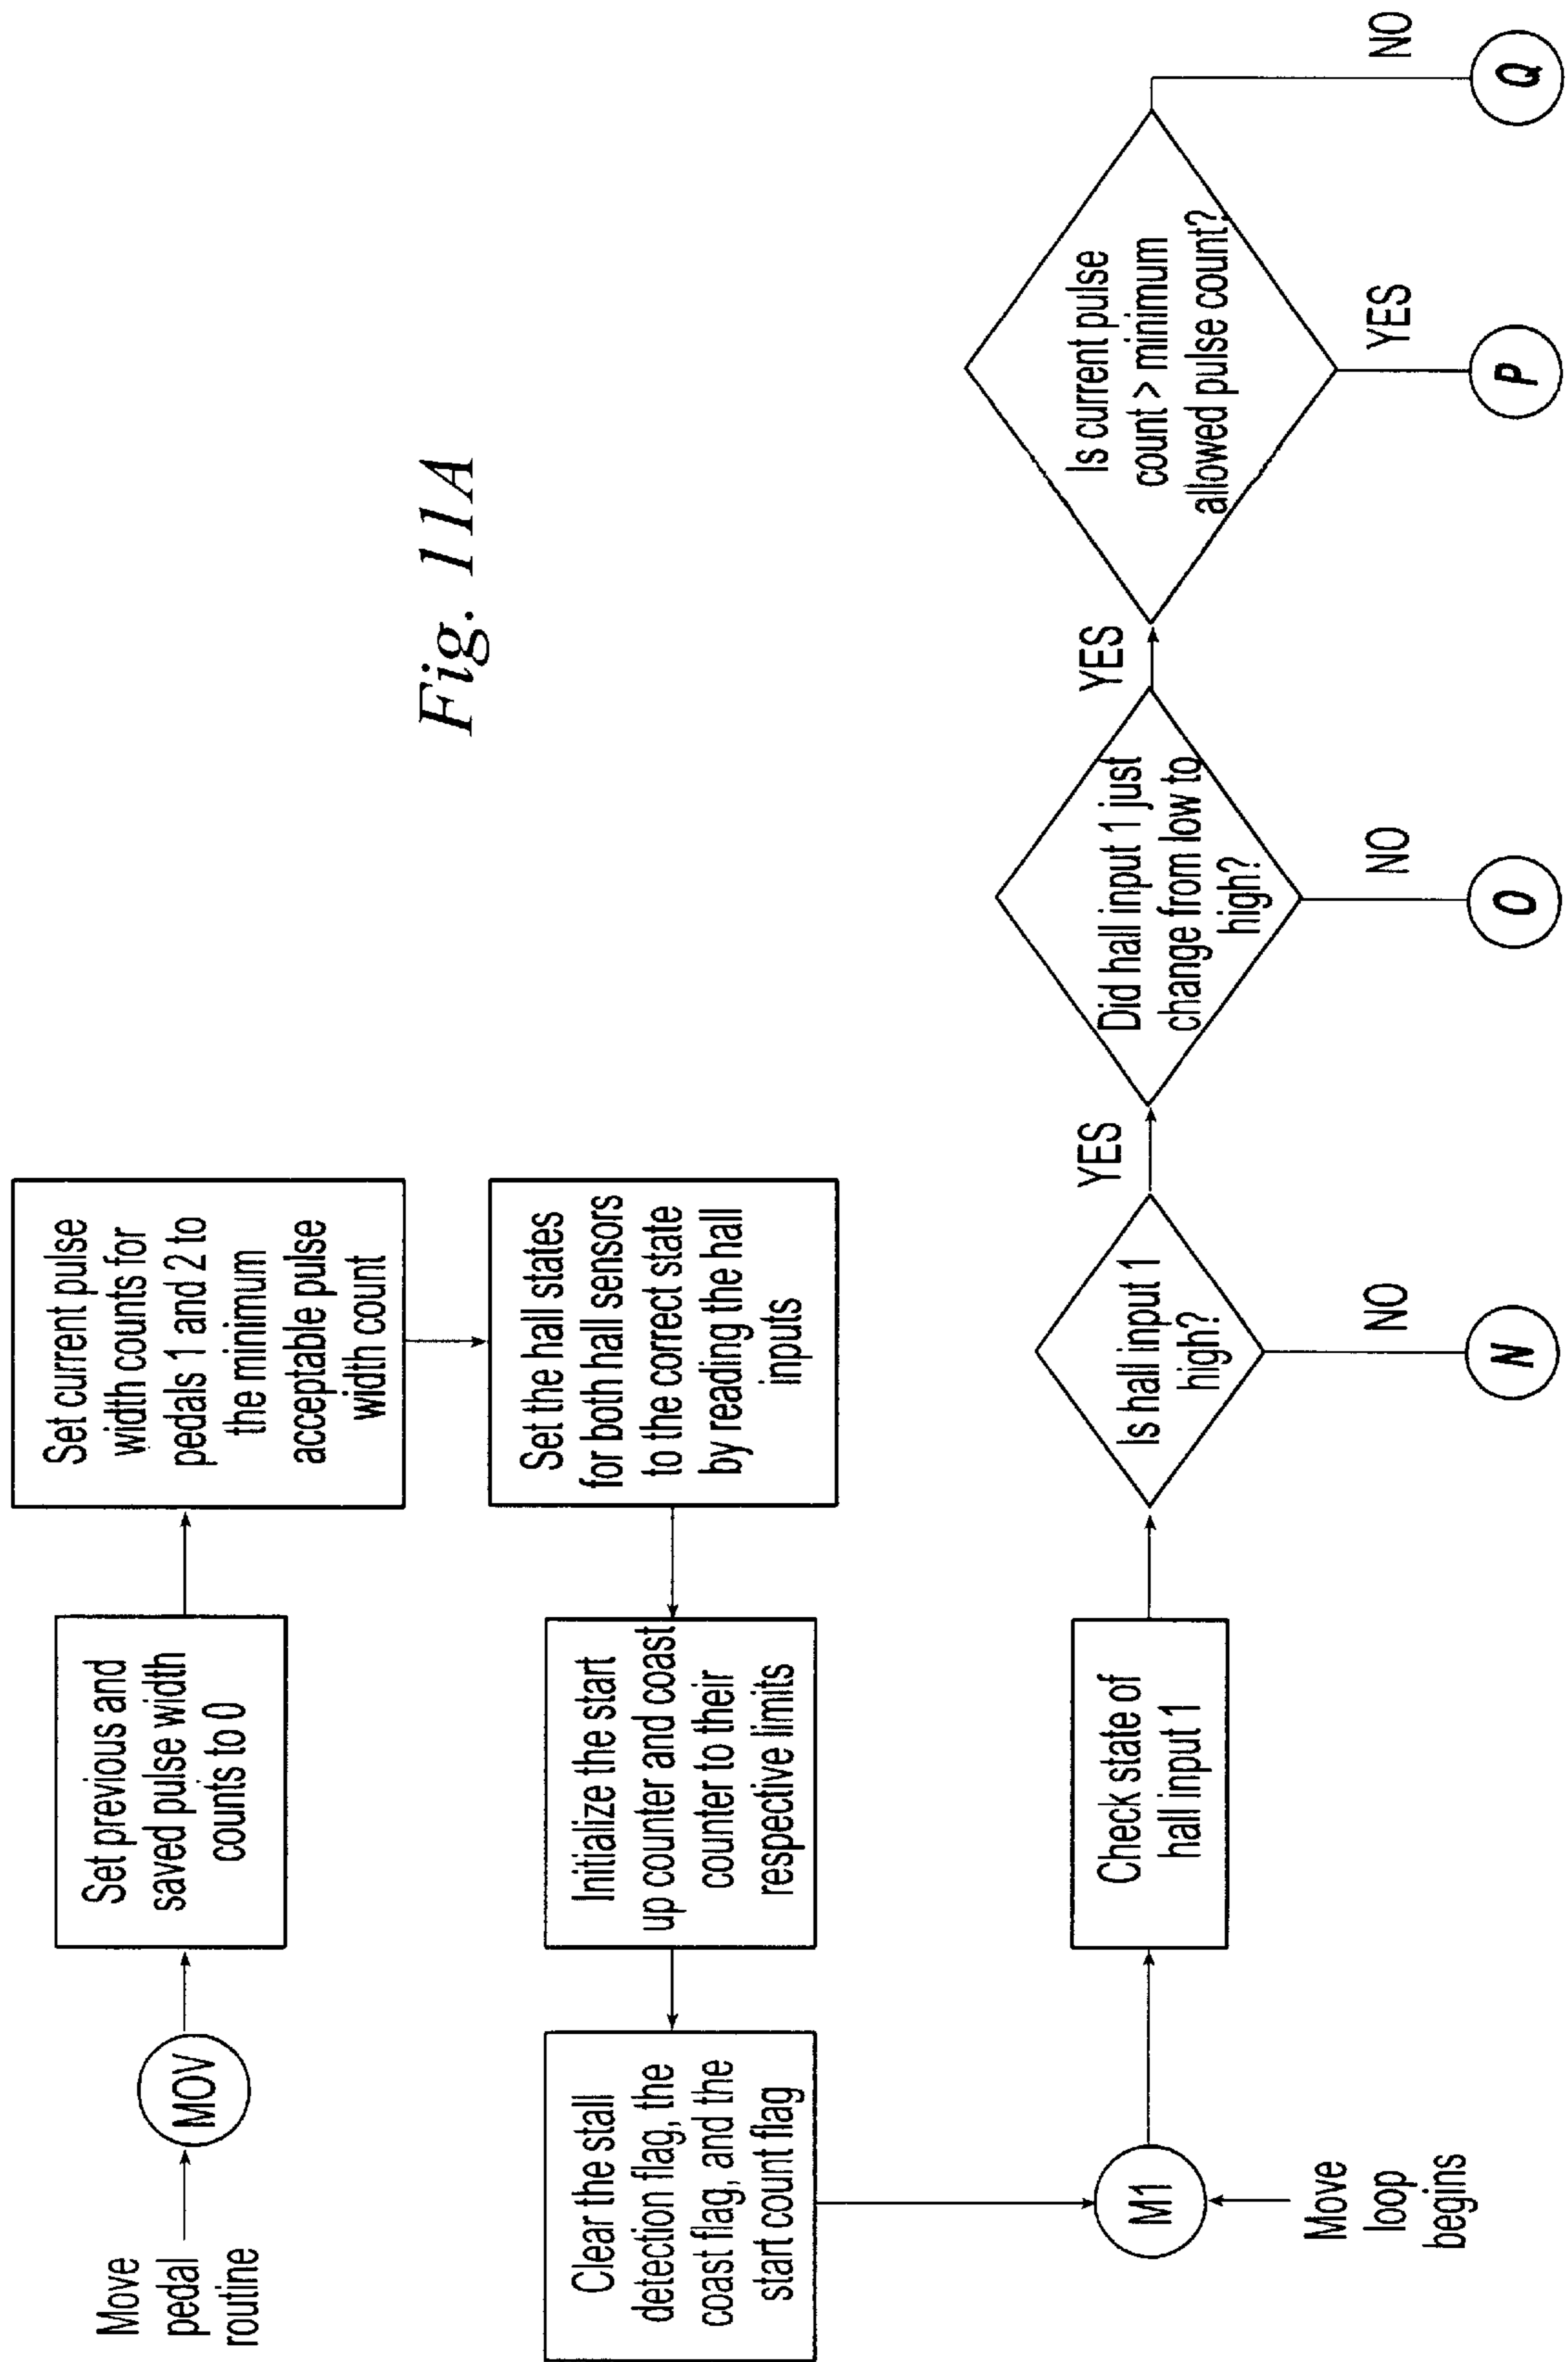 Move
pedal
routine
MOV
Set previous and
saved pulse width
counts to 0
Set current pulse
width counts for
pedals 1 and 2 to
the minimum
acceptable pulse
width count
Set the hall states
for both hall sensors
to the correct state
by reading the hall
inputs
Initialize the start
up counter and coast
counter to their
respective limits
Clear the stall
detection flag, the
coast flag, and the
start count flag
Fig. 11A
M1
Move
loop
begins
Check state of
hall input 1
Is hall input 1
high?
YES
NO
N
Did hall input 1 just
change from low to
high?
YES
NO
O
Is current pulse
count > minimum
allowed pulse count?
YES
P
NO
Q